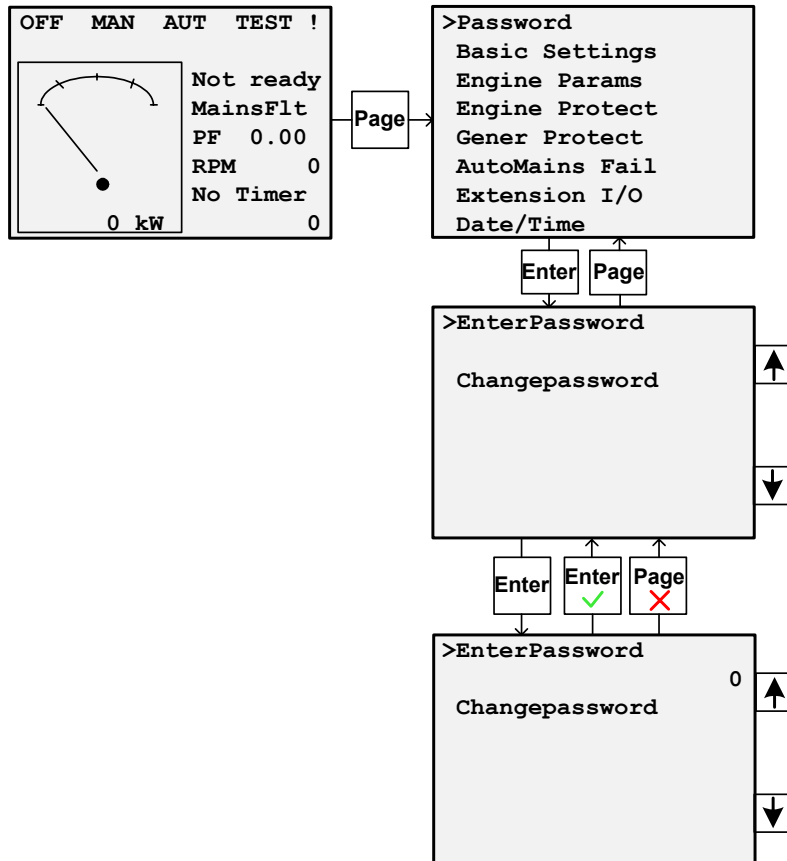 OFF MAN AUT TEST !
Not ready
MainsFlt
PF 0.00
RPM 0
No Timer
0 kW 0
Page
>Password
Basic Settings
Engine Params
Engine Protect
Gener Protect
AutoMains Fail
Extension I/O
Date/Time
Enter Page
>EnterPassword
Changepassword
Enter Enter Page
>EnterPassword
0
Changepassword